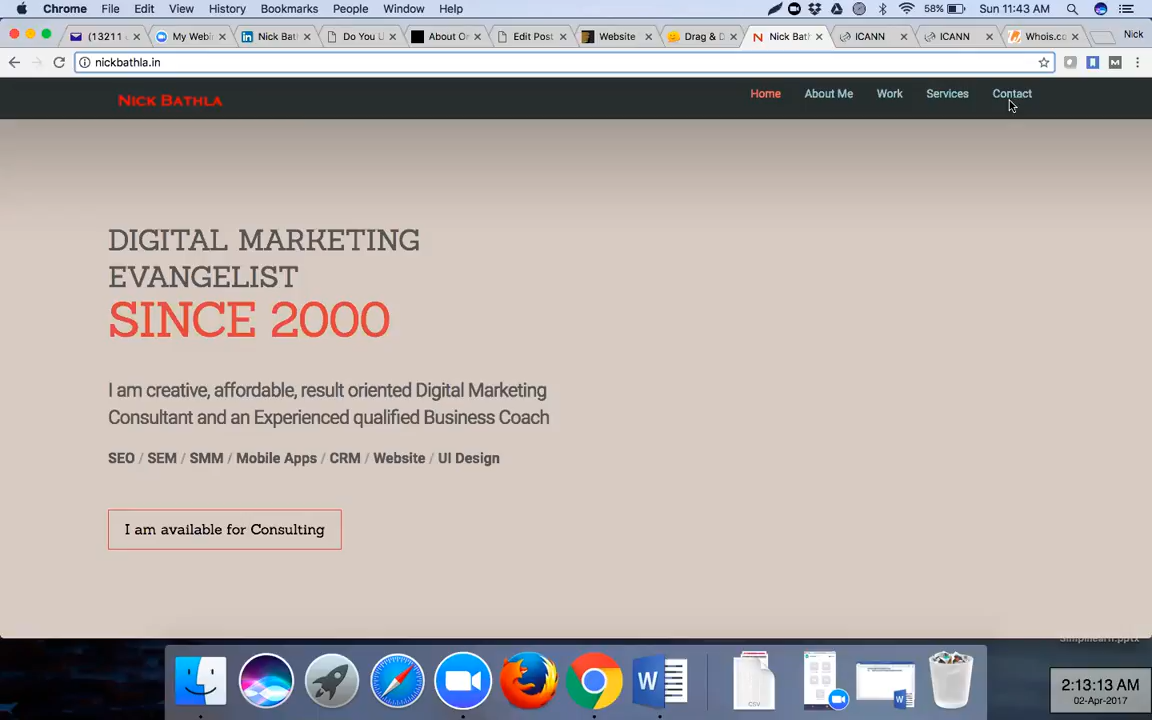 Chrome File Edit View History Bookmarks People Window Help 58% Sun 11:43 AM
(13211 My Webi Nick Bat Do You U About On Edit Post Website Drag & D Nick Bat ICANN ICANN Whois.co Nick
nickbathla.in
NICK BATHLA Home About Me Work Services Contact
DIGITAL MARKETING
EVANGELIST
SINCE 2000
I am creative, affordable, result oriented Digital Marketing
Consultant and an Experienced qualified Business Coach
SEO / SEM / SMM / Mobile Apps / CRM / Website / UI Design
I am available for Consulting
CSV
2:13:13 AM
02-Apr-2017